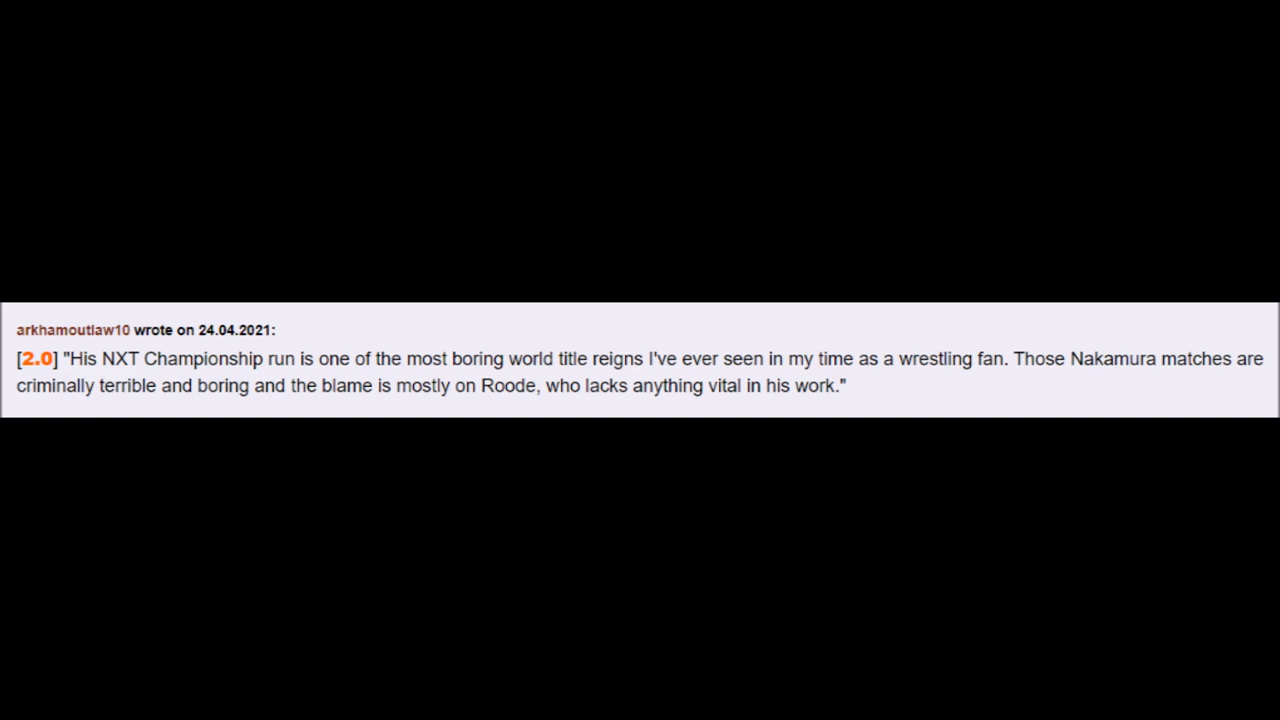 arkhamoutlaw10 wrote on 24.04.2021:
[2.0] "His NXT Championship run is one of the most boring world title reigns I've ever seen in my time as a wrestling fan. Those Nakamura matches are
criminally terrible and boring and the blame is mostly on Roode, who lacks anything vital in his work."